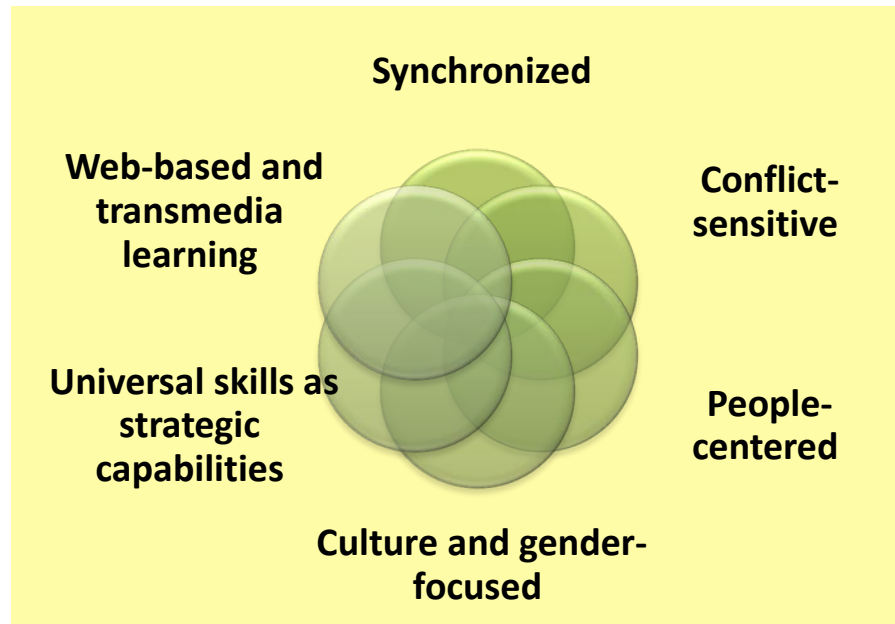 Synchronized
Web-based and
transmedia
learning
Conflict-
sensitive
Universal skills as
strategic
capabilities
People-
centered
Culture and gender-
focused